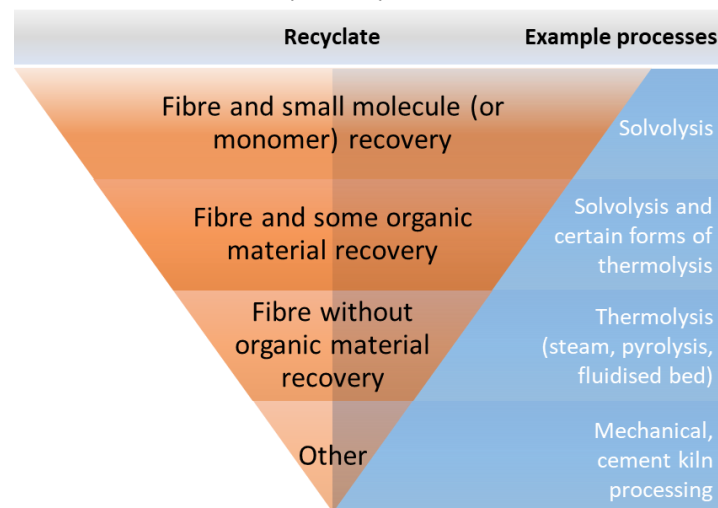 Recyclate
Example processes
Fibre and small molecule (or
monomer) recovery
Solvolysis
Fibre and some organic
material recovery
Solvolysis and
certain forms of
thermolysis
Fibre without
organic material
recovery
Thermolysis
(steam, pyrolysis,
fluidised bed)
Other
Mechanical,
cement kiln
processing